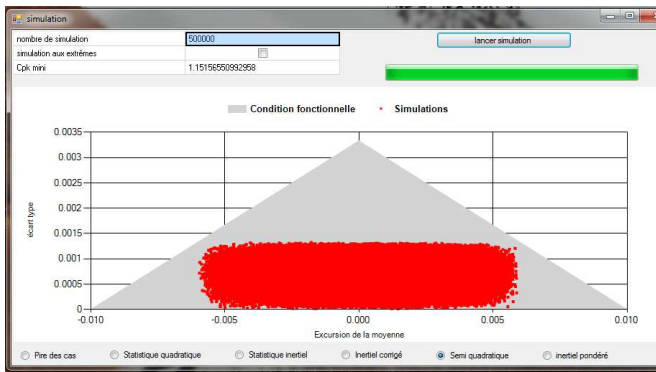 simulation
nombre de simulation 500000
lancer simulation
simulation aux extrêmes
Cpk mini 1.15156550992958
Condition fonctionnelle Simulations
0.0035
0.003
0.0025
0.002
0.0015
0.001
0.0005
0
écart type
-0.010 -0.005 0.000 0.005 0.010
Excursion de la moyenne
Pire des cas Statistique quadratique Statistique inertiel Inertiel corrigé Semi quadratique inertiel pondéré